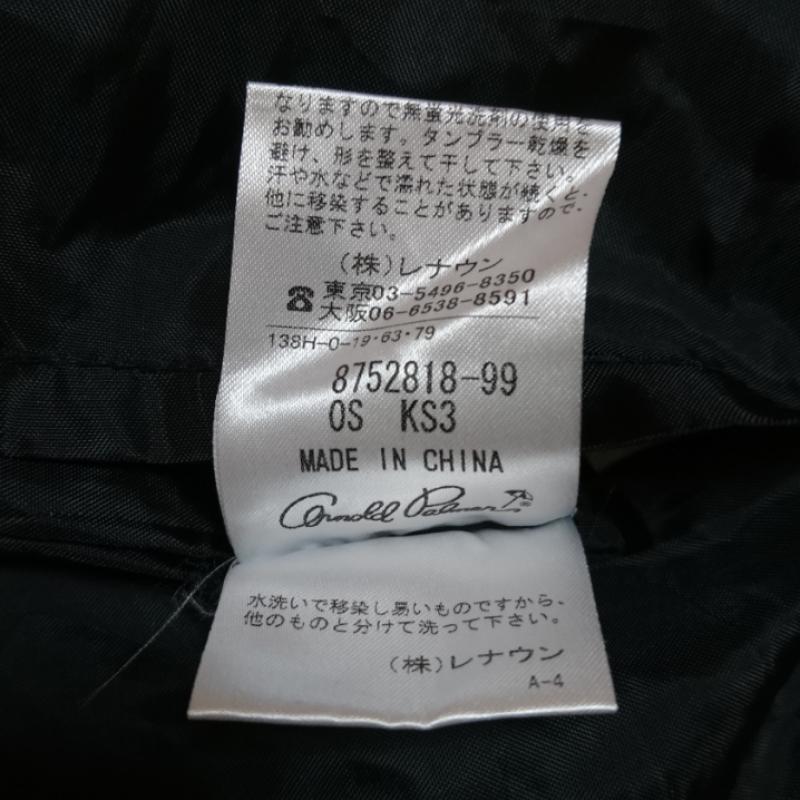 なりますので無蛍光洗剤の使用を
お勧めします。タンブラー乾燥を
避け、形を整えて干して下さい。
汗や水などで濡れた状態が続くと、
他に移染することがありますので、
ご注意下さい。
(株)レナウン
☎東京03-5496-8350
大阪06-6538-8591
138H-0-19・63・79
8752818-99
OS KS3
MADE IN CHINA
Arnold Palmer
水洗いで移染し易いものですから、
他のものと分けて洗って下さい。
(株)レナウン
A-4